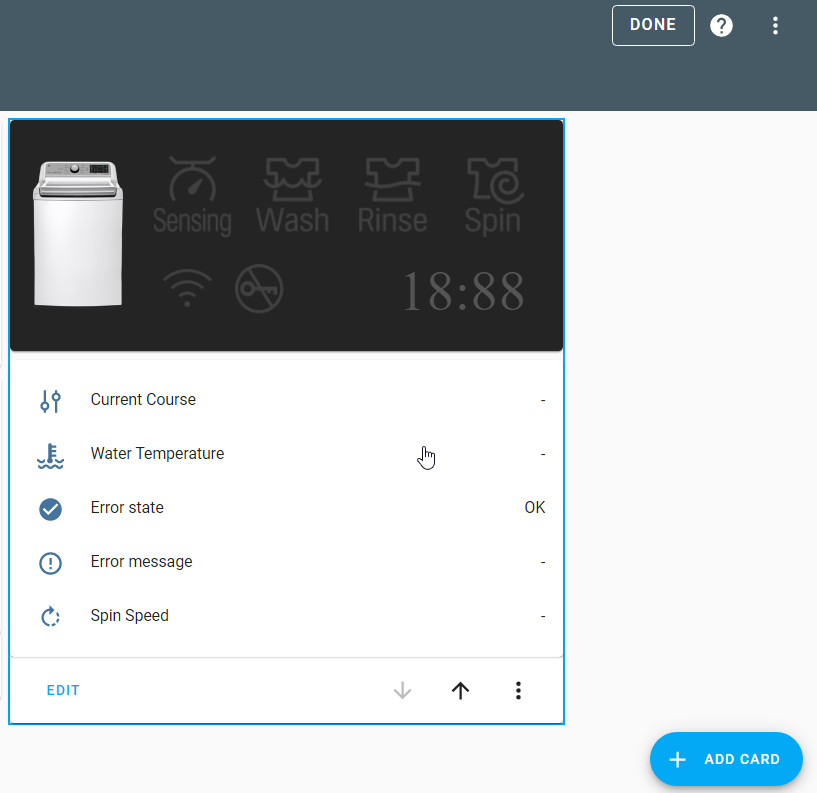 DONE
Sensing Wash Rinse Spin
18:88
Current Course -
Water Temperature -
Error state OK
Error message -
Spin Speed -
EDIT
ADD CARD